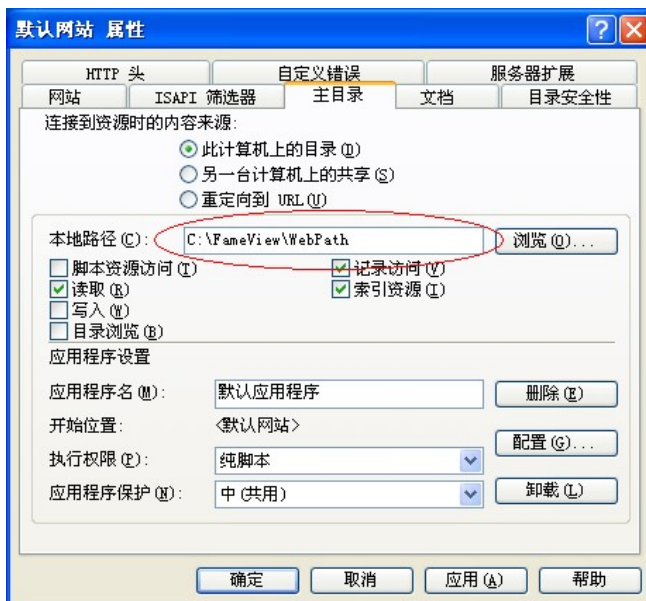 默认网站 属性
HTTP 头 自定义错误 服务器扩展
网站 ISAPI 筛选器 主目录 文档 目录安全性
连接到资源时的内容来源:
此计算机上的目录(D)
另一台计算机上的共享(S)
重定向到 URL(U)
本地路径(C): C:\FameView\WebPath 浏览(O)...
脚本资源访问(T) 记录访问(V)
读取(R) 索引资源(I)
写入(W)
目录浏览(B)
应用程序设置
应用程序名(M): 默认应用程序 删除(E)
开始位置: <默认网站>
配置(G)...
执行权限(P): 纯脚本
应用程序保护(N): 中(共用) 卸载(L)
确定 取消 应用(A) 帮助